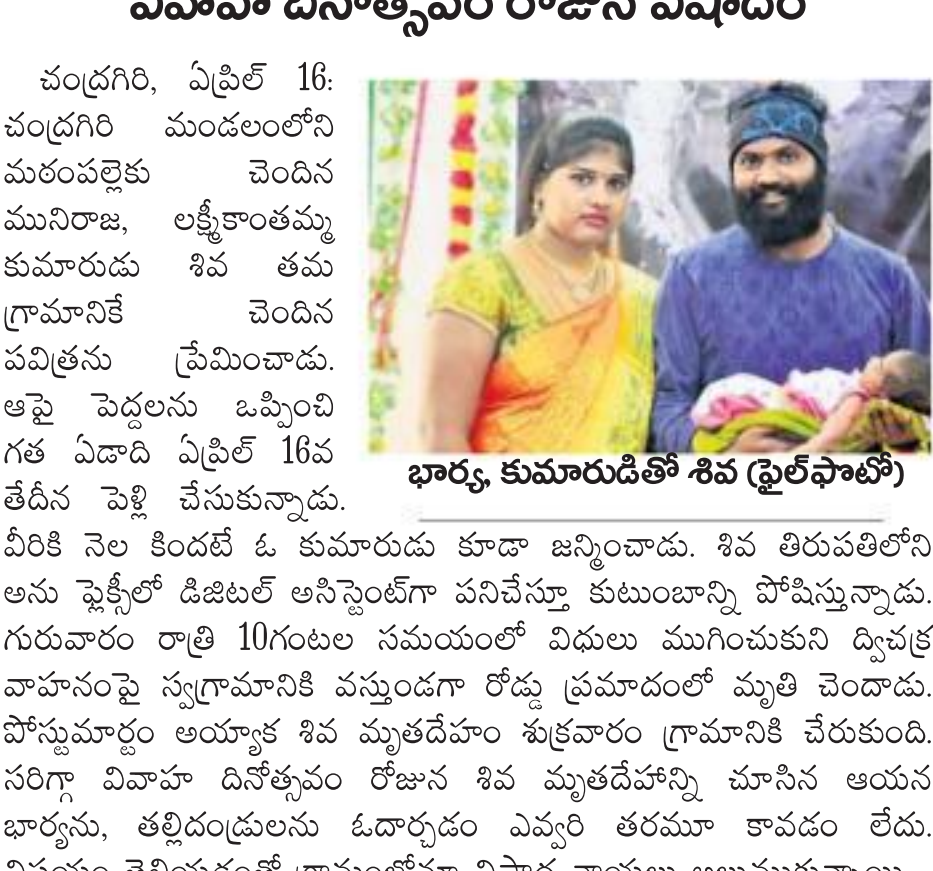 వివాహ దినోత్సవం రోజున విషాదం
చంద్రగిరి, ఏప్రిల్ 16:
చంద్రగిరి మండలంలోని
మఠంపల్లెకు చెందిన
మునిరాజ, లక్ష్మీకాంతమ్మ
కుమారుడు శివ తమ
గ్రామానికే చెందిన
పవిత్రను ప్రేమించాడు.
ఆపై పెద్దలను ఒప్పించి
గత ఏడాది ఏప్రిల్ 16వ
తేదీన పెళ్లి చేసుకున్నాడు.
భార్య, కుమారుడితో శివ (ఫైల్‌ఫొటో)
వీరికి నెల కిందటే ఓ కుమారుడు కూడా జన్మించాడు. శివ తిరుపతిలోని
అను ఫ్లెక్సీలో డిజిటల్ అసిస్టెంట్‌గా పనిచేస్తూ కుటుంబాన్ని పోషిస్తున్నాడు.
గురువారం రాత్రి 10గంటల సమయంలో విధులు ముగించుకుని ద్విచక్ర
వాహనంపై స్వగ్రామానికి వస్తుండగా రోడ్డు ప్రమాదంలో మృతి చెందాడు.
పోస్టుమార్టం అయ్యాక శివ మృతదేహం శుక్రవారం గ్రామానికి చేరుకుంది.
సరిగ్గా వివాహ దినోత్సవం రోజున శివ మృతదేహాన్ని చూసిన ఆయన
భార్యను, తల్లిదండ్రులను ఓదార్చడం ఎవ్వరి తరమూ కావడం లేదు.